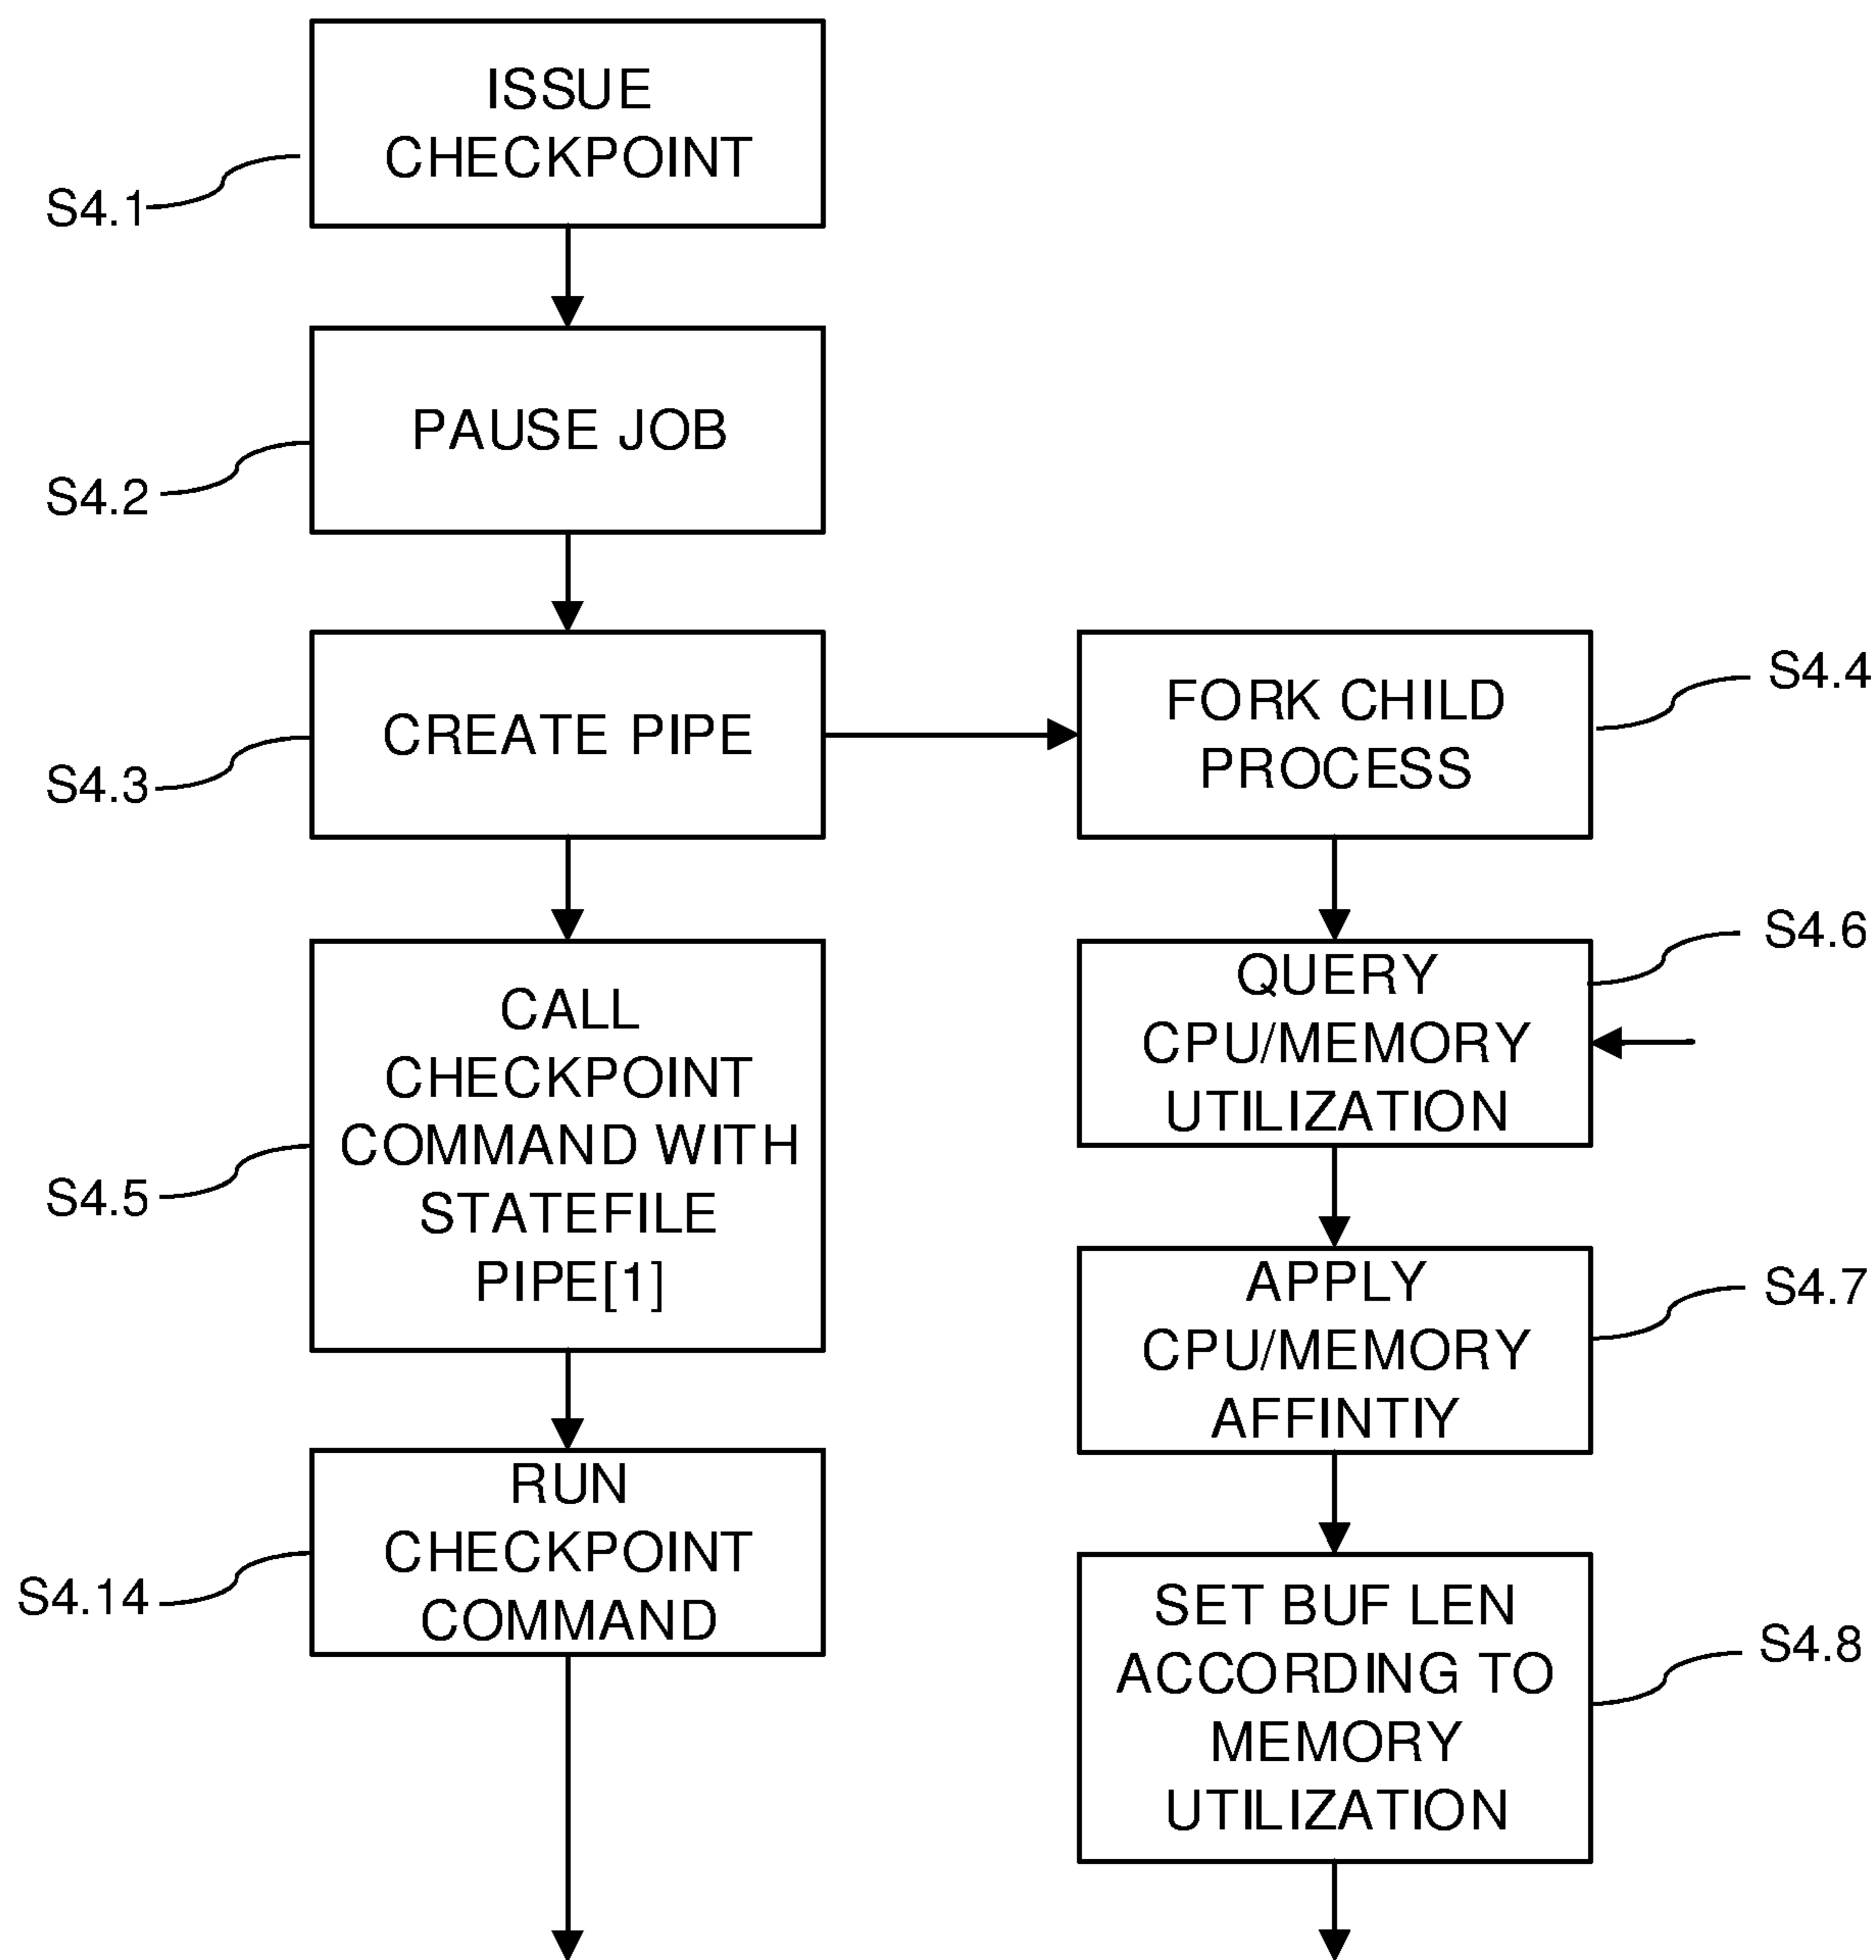 ISSUE
CHECKPOINT
S4.1
PAUSE JOB
S4.2
CREATE PIPE
S4.3
FORK CHILD
PROCESS
S4.4
CALL
CHECKPOINT
COMMAND WITH
STATEFILE
PIPE[1]
S4.5
QUERY
CPU/MEMORY
UTILIZATION
S4.6
APPLY
CPU/MEMORY
AFFINTIY
S4.7
RUN
CHECKPOINT
COMMAND
S4.14
SET BUF LEN
ACCORDING TO
MEMORY
UTILIZATION
S4.8